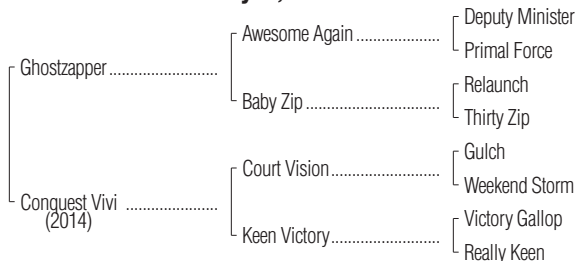 Deputy Minister
Awesome Again ...................
Primal Force
Ghostzapper .........................
Relaunch
Baby Zip ................................
Thirty Zip
Gulch
Court Vision .........................
Weekend Storm
Conquest Vivi .....................
(2014)
Victory Gallop
Keen Victory .........................
Really Keen